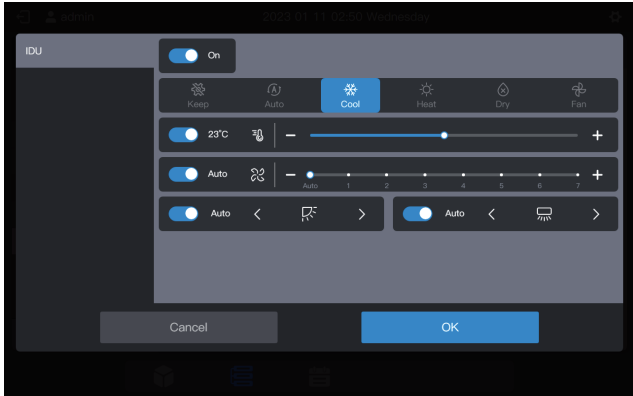 admin
2023 01 11 02:50 Wednesday
IDU
On
Keep Auto Cool Heat Dry Fan
23°C
Auto
Auto 1 2 3 4 5 6 7
Auto
Auto
Cancel
OK